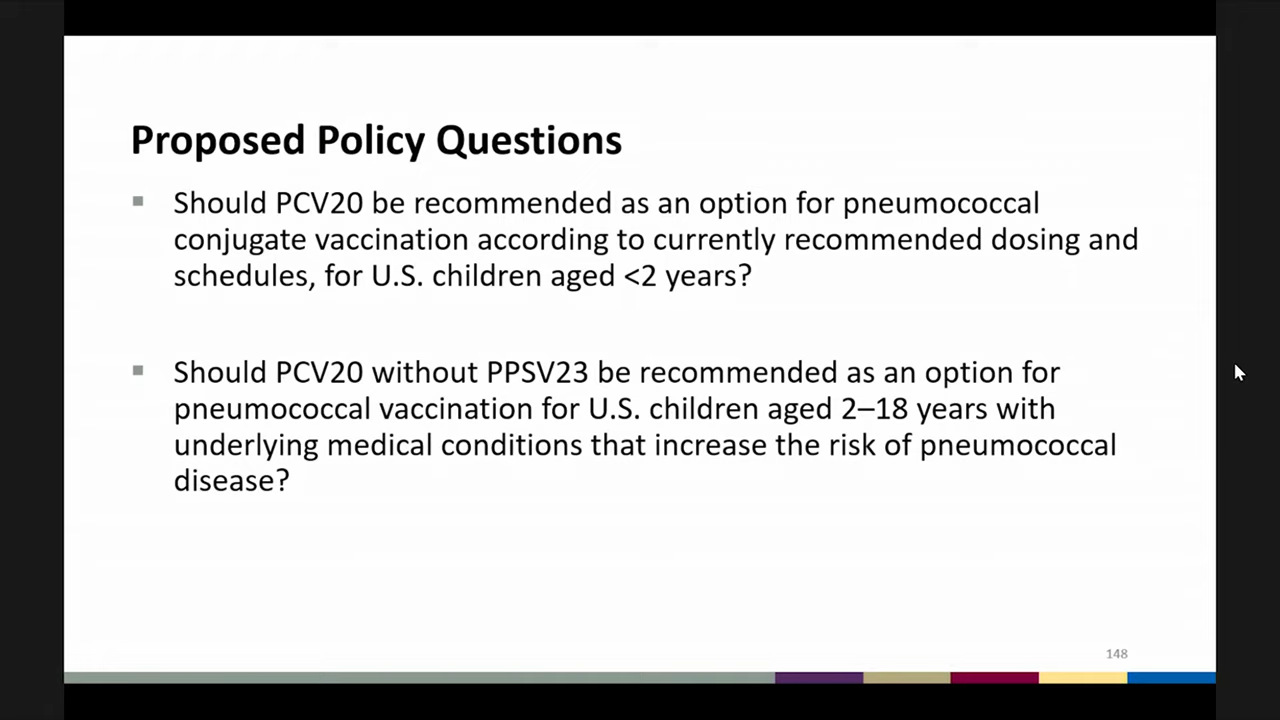 Proposed Policy Questions
▪ Should PCV20 be recommended as an option for pneumococcal
conjugate vaccination according to currently recommended dosing and
schedules, for U.S. children aged <2 years?
▪ Should PCV20 without PPSV23 be recommended as an option for
pneumococcal vaccination for U.S. children aged 2–18 years with
underlying medical conditions that increase the risk of pneumococcal
disease?
148